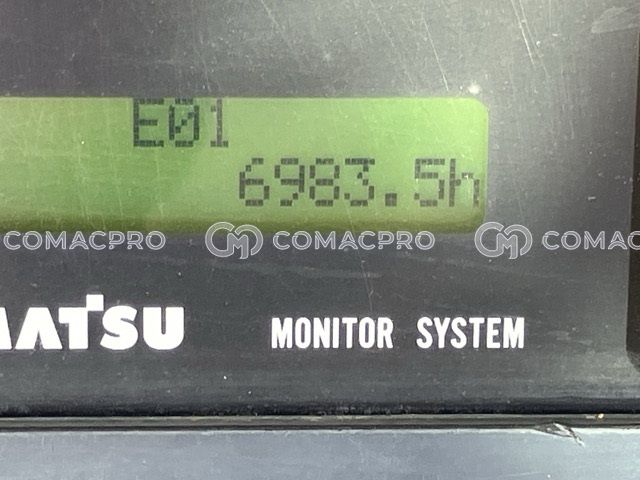 E01
6983.5h
COMACPRO COMACPRO COMAC
MATSU MONITOR SYSTEM